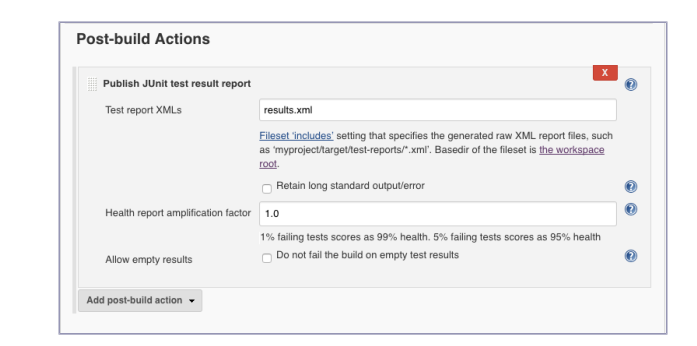 Post-build Actions
X
Publish JUnit test result report
Test report XMLs
results.xml
Fileset 'includes' setting that specifies the generated raw XML report files, such
as 'myproject/target/test-reports/*.xml'. Basedir of the fileset is the workspace
root.
Retain long standard output/error
Health report amplification factor
1.0
1% failing tests scores as 99% health. 5% failing tests scores as 95% health
Allow empty results
Do not fail the build on empty test results
Add post-build action